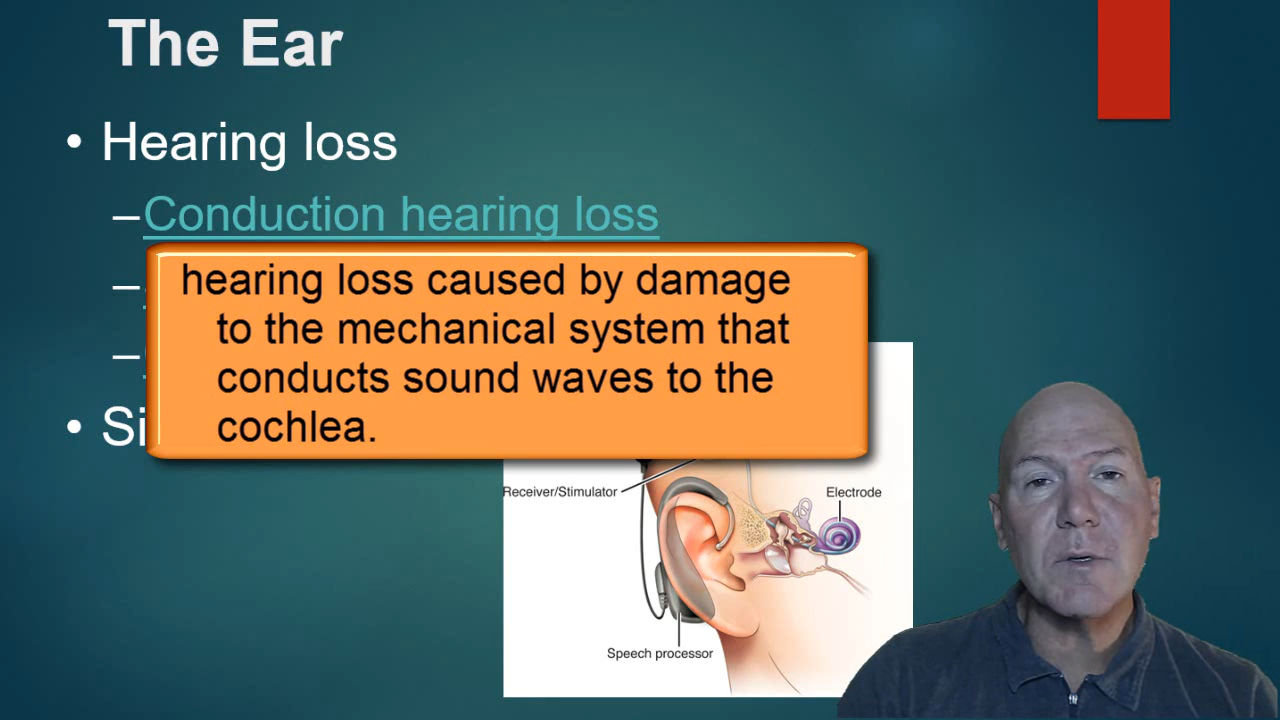 The Ear
• Hearing loss
–Conduction hearing loss
hearing loss caused by damage
to the mechanical system that
conducts sound waves to the
cochlea.
–
–
• Si
Receiver/Stimulator
Electrode
Speech processor